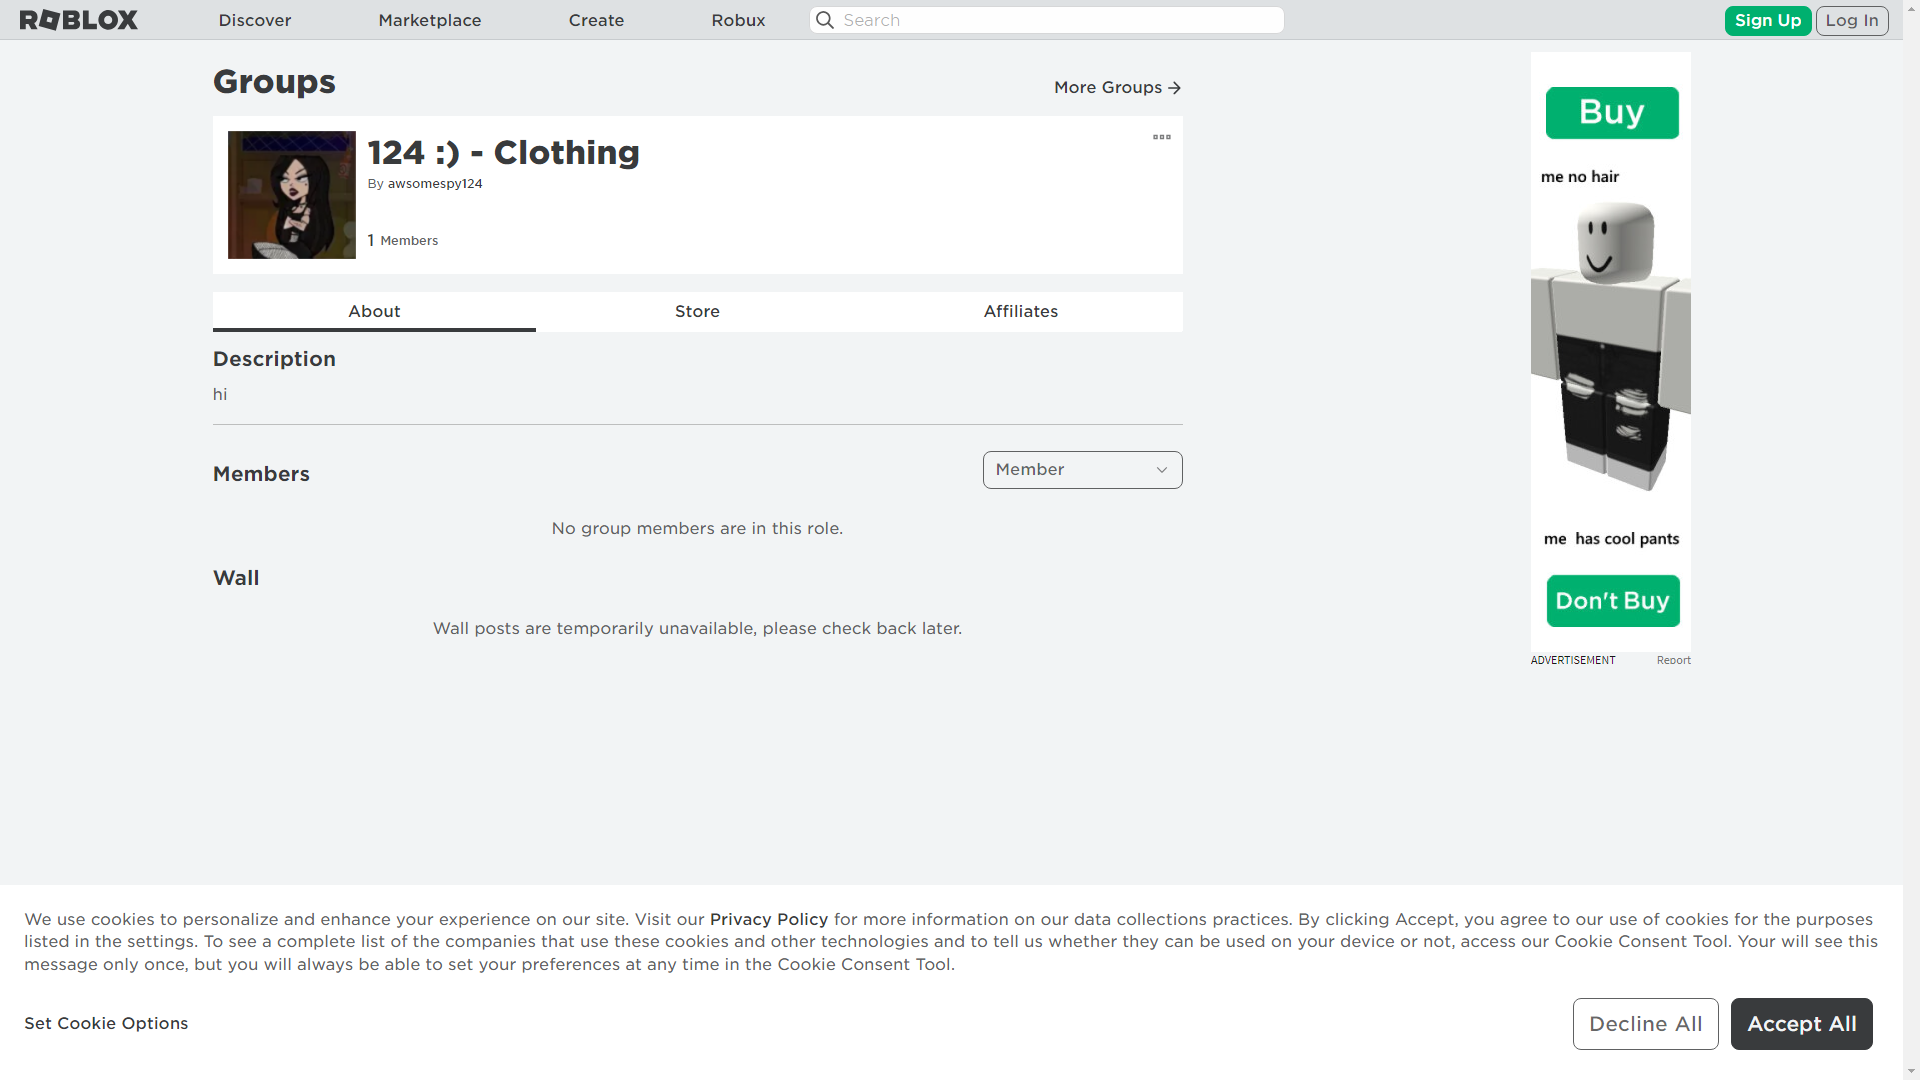 ROBLOX
Discover
Marketplace
Create
Robux
Search
Sign Up
Log In
Groups
More Groups
124 :) - Clothing
By awsomespy124
1 Members
About
Store
Affiliates
Description
hi
Members
Member
No group members are in this role.
Wall
Wall posts are temporarily unavailable, please check back later.
Buy
me no hair
me has cool pants
Don't Buy
ADVERTISEMENT
Report
We use cookies to personalize and enhance your experience on our site. Visit our Privacy Policy for more information on our data collections practices. By clicking Accept, you agree to our use of cookies for the purposes
listed in the settings. To see a complete list of the companies that use these cookies and other technologies and to tell us whether they can be used on your device or not, access our Cookie Consent Tool. Your will see this
message only once, but you will always be able to set your preferences at any time in the Cookie Consent Tool.
Set Cookie Options
Decline All
Accept All